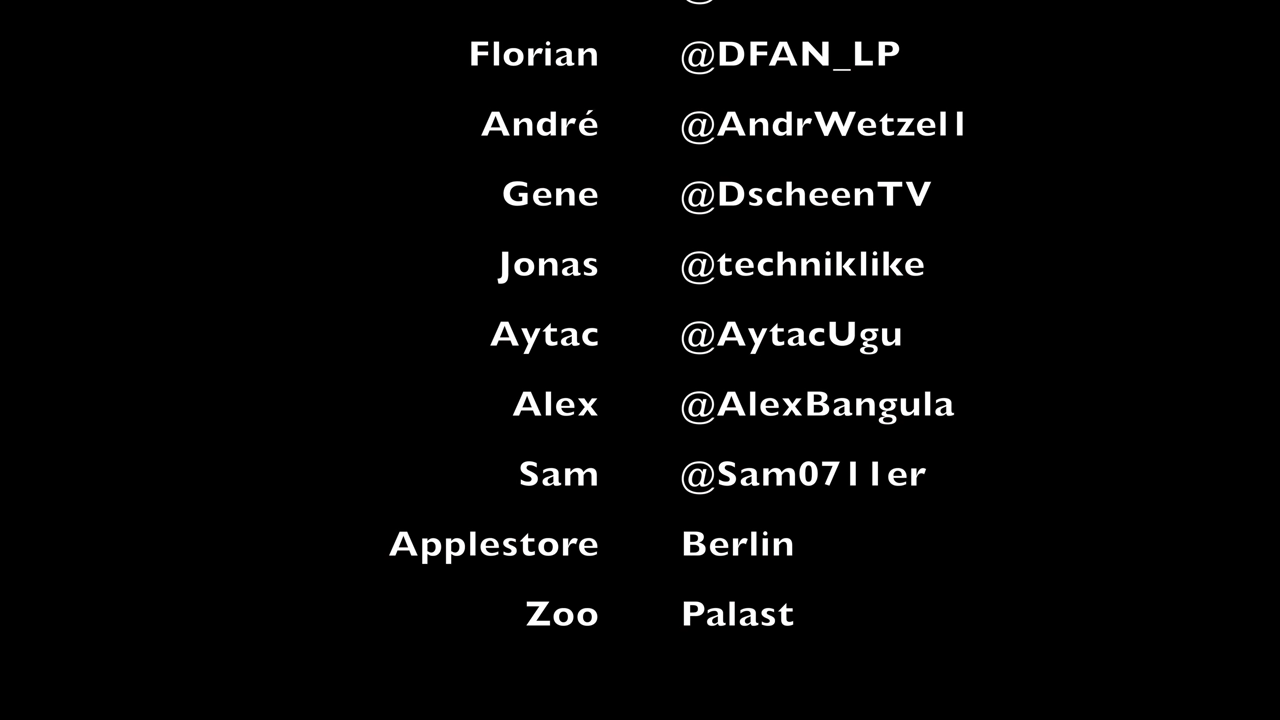 Florian @DFAN_LP
André @AndrWetzel1
Gene @DscheenTV
Jonas @techniklike
Aytac @AytacUgu
Alex @AlexBangula
Sam @Sam0711er
Applestore Berlin
Zoo Palast